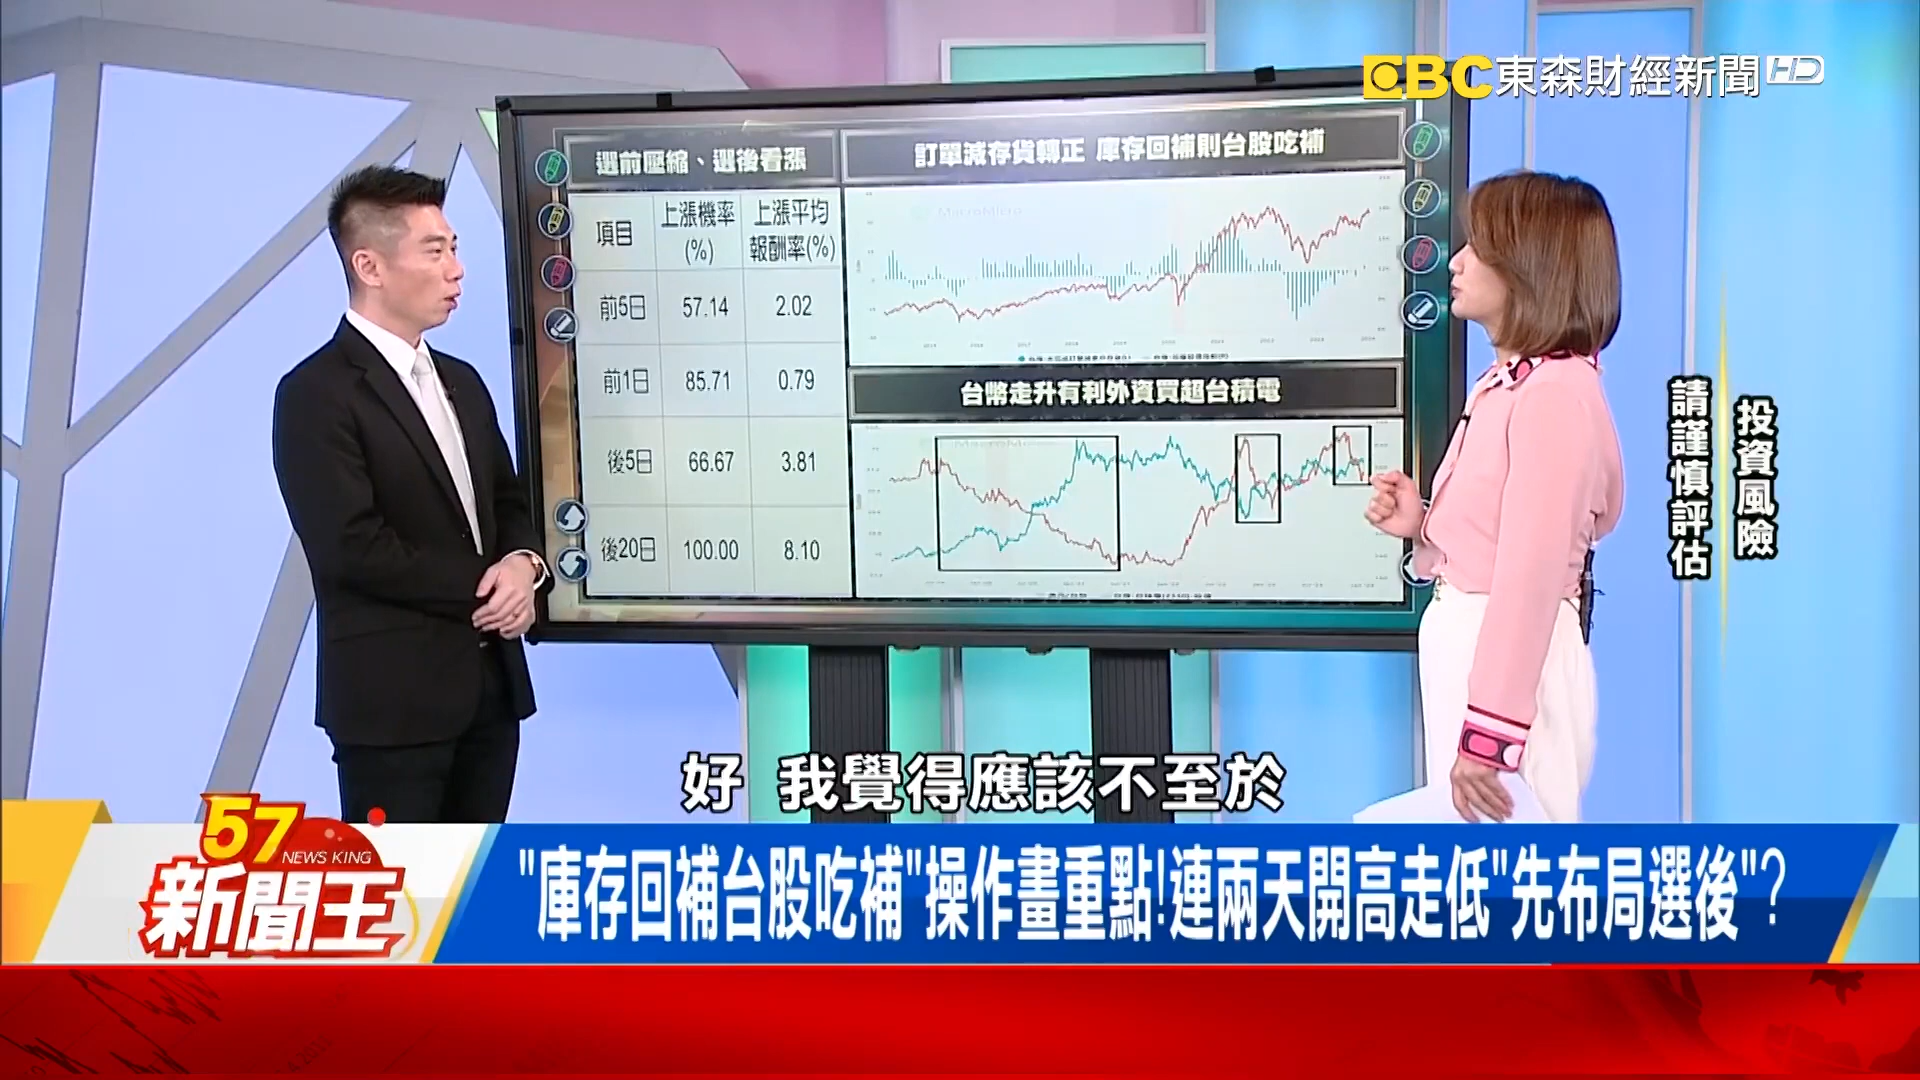 EBC東森財經新聞HD
選前壓縮、選後看漲
項目 上漲機率(%) 上漲平均報酬率(%)
前5日 57.14 2.02
前1日 85.71 0.79
後5日 66.67 3.81
後20日 100.00 8.10
訂單減存貨轉正 庫存回補則台股吃補
MacroMicro
台幣走升有利外資買超台積電
投資風險
請謹慎評估
好 我覺得應該不至於
57
NEWS KING
新聞王
"庫存回補台股吃補"操作畫重點!連兩天開高走低"先布局選後"?